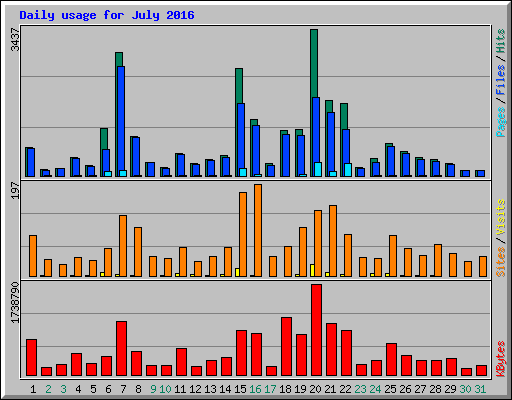 Daily usage for July 2016
3437
Pages / Files / Hits
197
Sites / Visits
1738790
KBytes
1 2 3 4 5 6 7 8 9 10 11 12 13 14 15 16 17 18 19 20 21 22 23 24 25 26 27 28 29 30 31